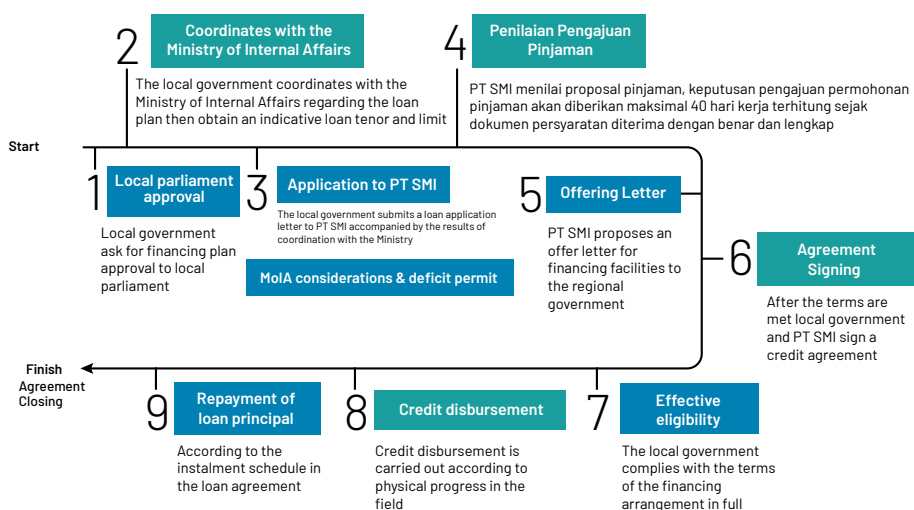 2
Coordinates with the
Ministry of Internal Affairs
The local government coordinates with the
Ministry of Internal Affairs regarding the loan
plan then obtain an indicative loan tenor and limit
4
Penilaian Pengajuan
Pinjaman
PT SMI menilai proposal pinjaman, keputusan pengajuan permohonan
pinjaman akan diberikan maksimal 40 hari kerja terhitung sejak
dokumen persyaratan diterima dengan benar dan lengkap
Start
1
Local parliament
approval
Local government
ask for financing plan
approval to local
parliament
3
Application to PT SMI
The local government submits a loan application
letter to PT SMI accompanied by the results of
coordination with the Ministry
MoIA considerations & deficit permit
5
Offering Letter
PT SMI proposes an
offer letter for
financing facilities to
the regional
government
6
Agreement
Signing
After the terms are
met local government
and PT SMI sign a
credit agreement
Finish
Agreement
Closing
9
Repayment of
loan principal
According to the
instalment schedule in
the loan agreement
8
Credit disbursement
Credit disbursement is
carried out according to
physical progress in the
field
7
Effective
eligibility
The local government
complies with the terms
of the financing
arrangement in full